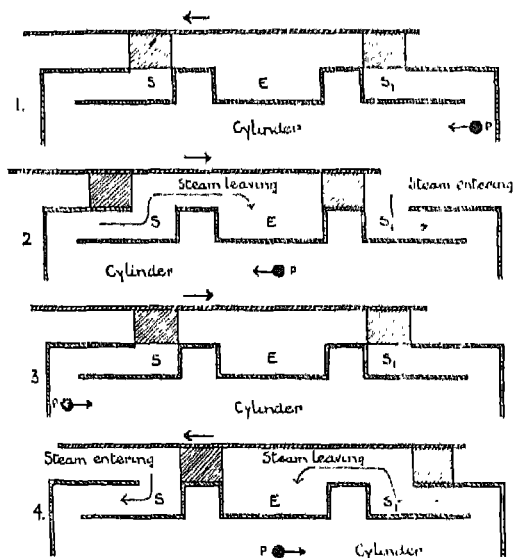 S E S₁
1.
Cylinder P
Steam leaving Steam entering
S E S₁
2
Cylinder P
S E S₁
3
P Cylinder
Steam entering Steam leaving
S E S₁
4.
P Cylinder